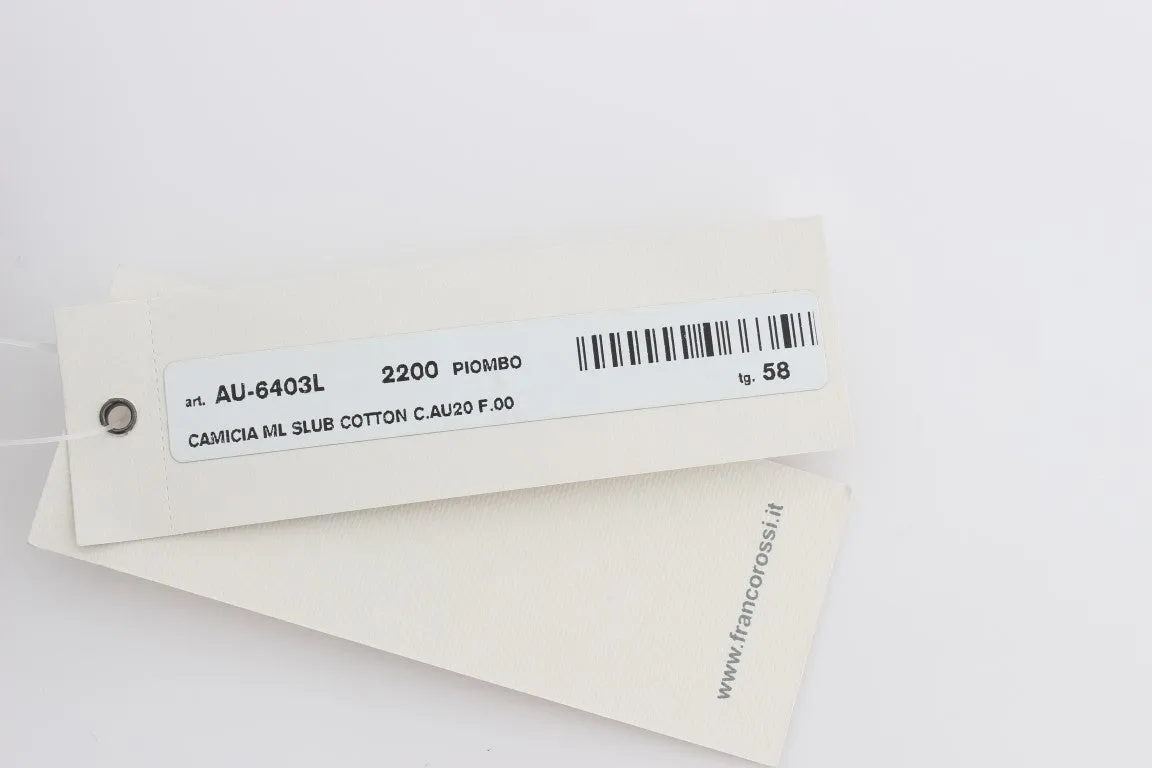 art. AU-6403L 2200 PIOMBO
tg. 58
CAMICIA ML SLUB COTTON C.AU20 F.00
www.francorossi.it